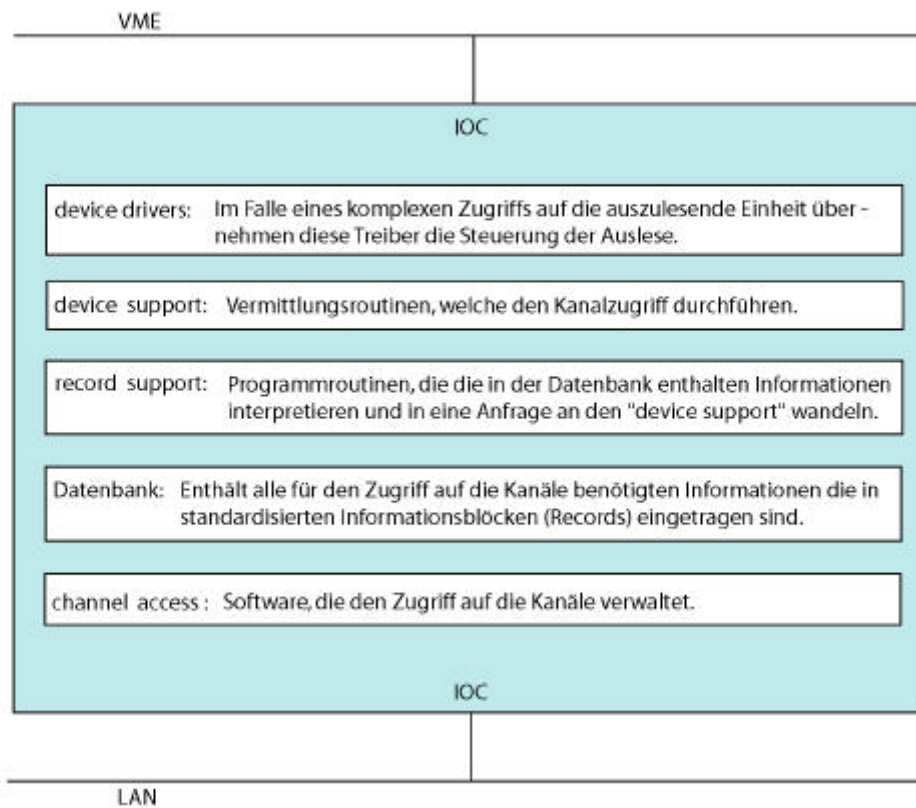 VME
IOC
device drivers: Im Falle eines komplexen Zugriffs auf die auszulesende Einheit über -
nehmen diese Treiber die Steuerung der Auslese.
device support: Vermittlungsroutinen, welche den Kanalzugriff durchführen.
record support: Programmroutinen, die die in der Datenbank enthalten Informationen
interpretieren und in eine Anfrage an den "device support" wandeln.
Datenbank: Enthält alle für den Zugriff auf die Kanäle benötigten Informationen die in
standardisierten Informationsblöcken (Records) eingetragen sind.
channel access : Software, die den Zugriff auf die Kanäle verwaltet.
IOC
LAN